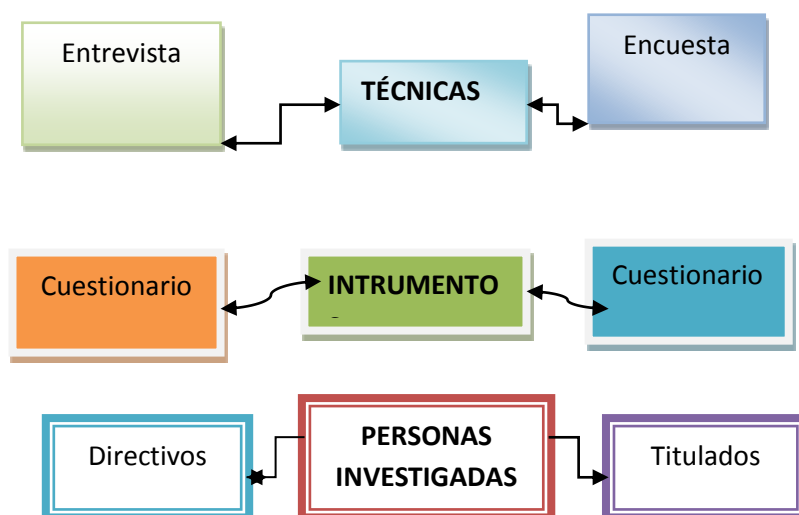 Entrevista
TÉCNICAS
Encuesta
Cuestionario
INTRUMENTO
Cuestionario
Directivos
PERSONAS
INVESTIGADAS
Titulados